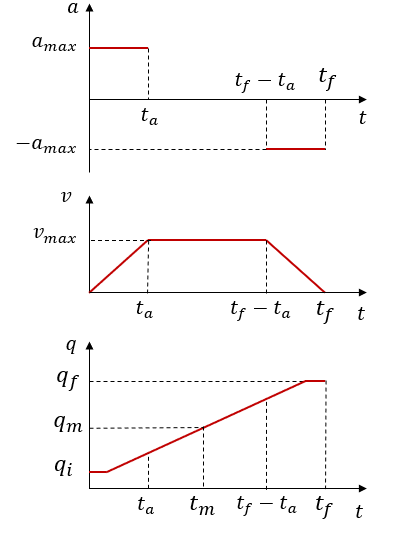 a
a_max
t_f − t_a t_f
t_a t
−a_max
v
v_max
t_a t_f − t_a t_f t
q
q_f
q_m
q_i
t_a t_m t_f − t_a t_f t